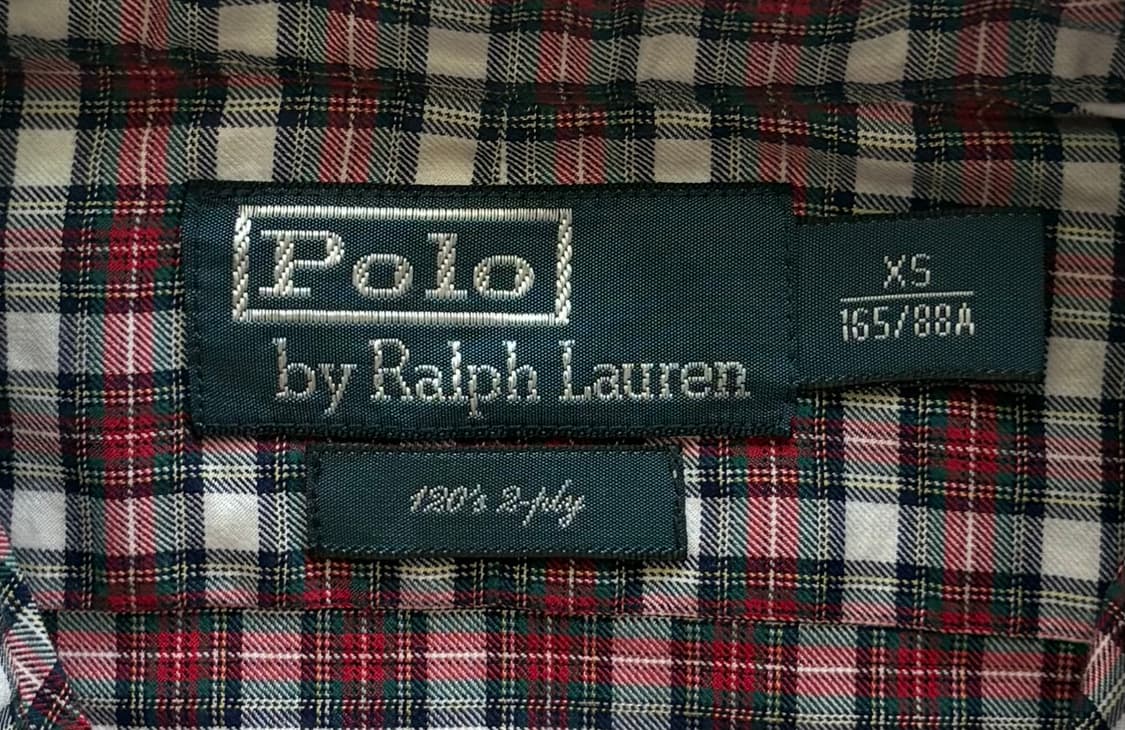 Polo
by Ralph Lauren
XS
165/88A
120's 2-ply